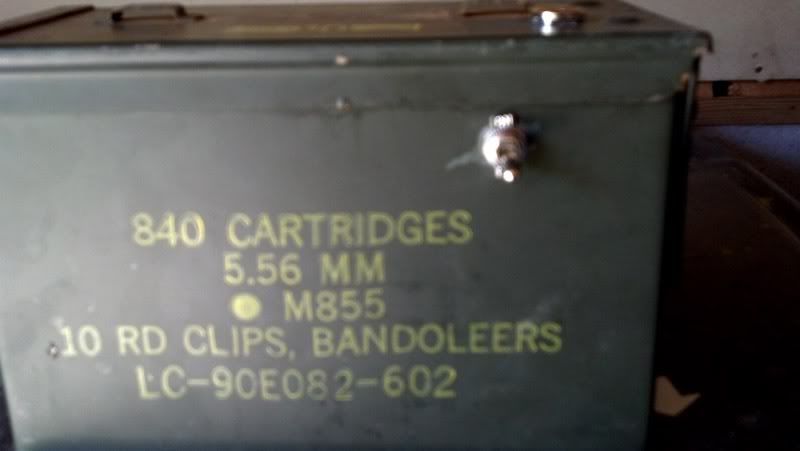 840 CARTRIDGES
5.56 MM
M855
10 RD CLIPS, BANDOLEERS
LC-90E082-602